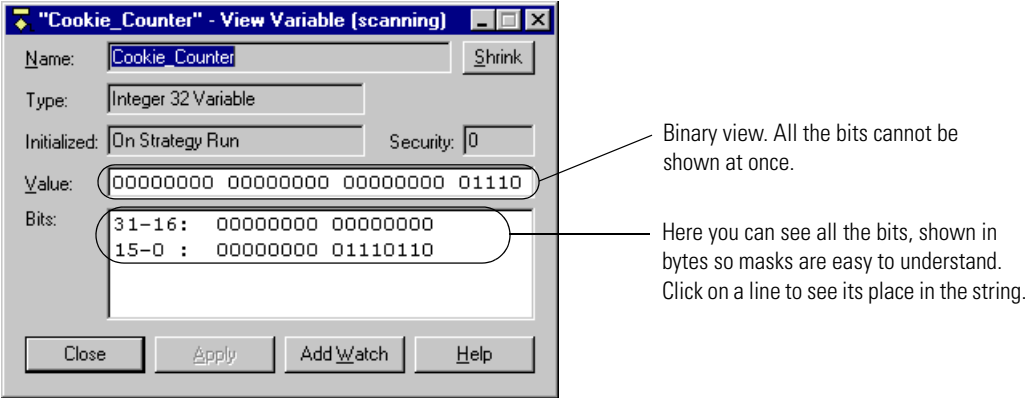 "Cookie_Counter" - View Variable (scanning)
Name: Cookie_Counter Shrink
Type: Integer 32 Variable
Initialized: On Strategy Run Security: 0
Value: 00000000 00000000 00000000 01110
Bits: 31-16: 00000000 00000000
15-0 : 00000000 01110110
Close Apply Add Watch Help
Binary view. All the bits cannot be
shown at once.
Here you can see all the bits, shown in
bytes so masks are easy to understand.
Click on a line to see its place in the string.